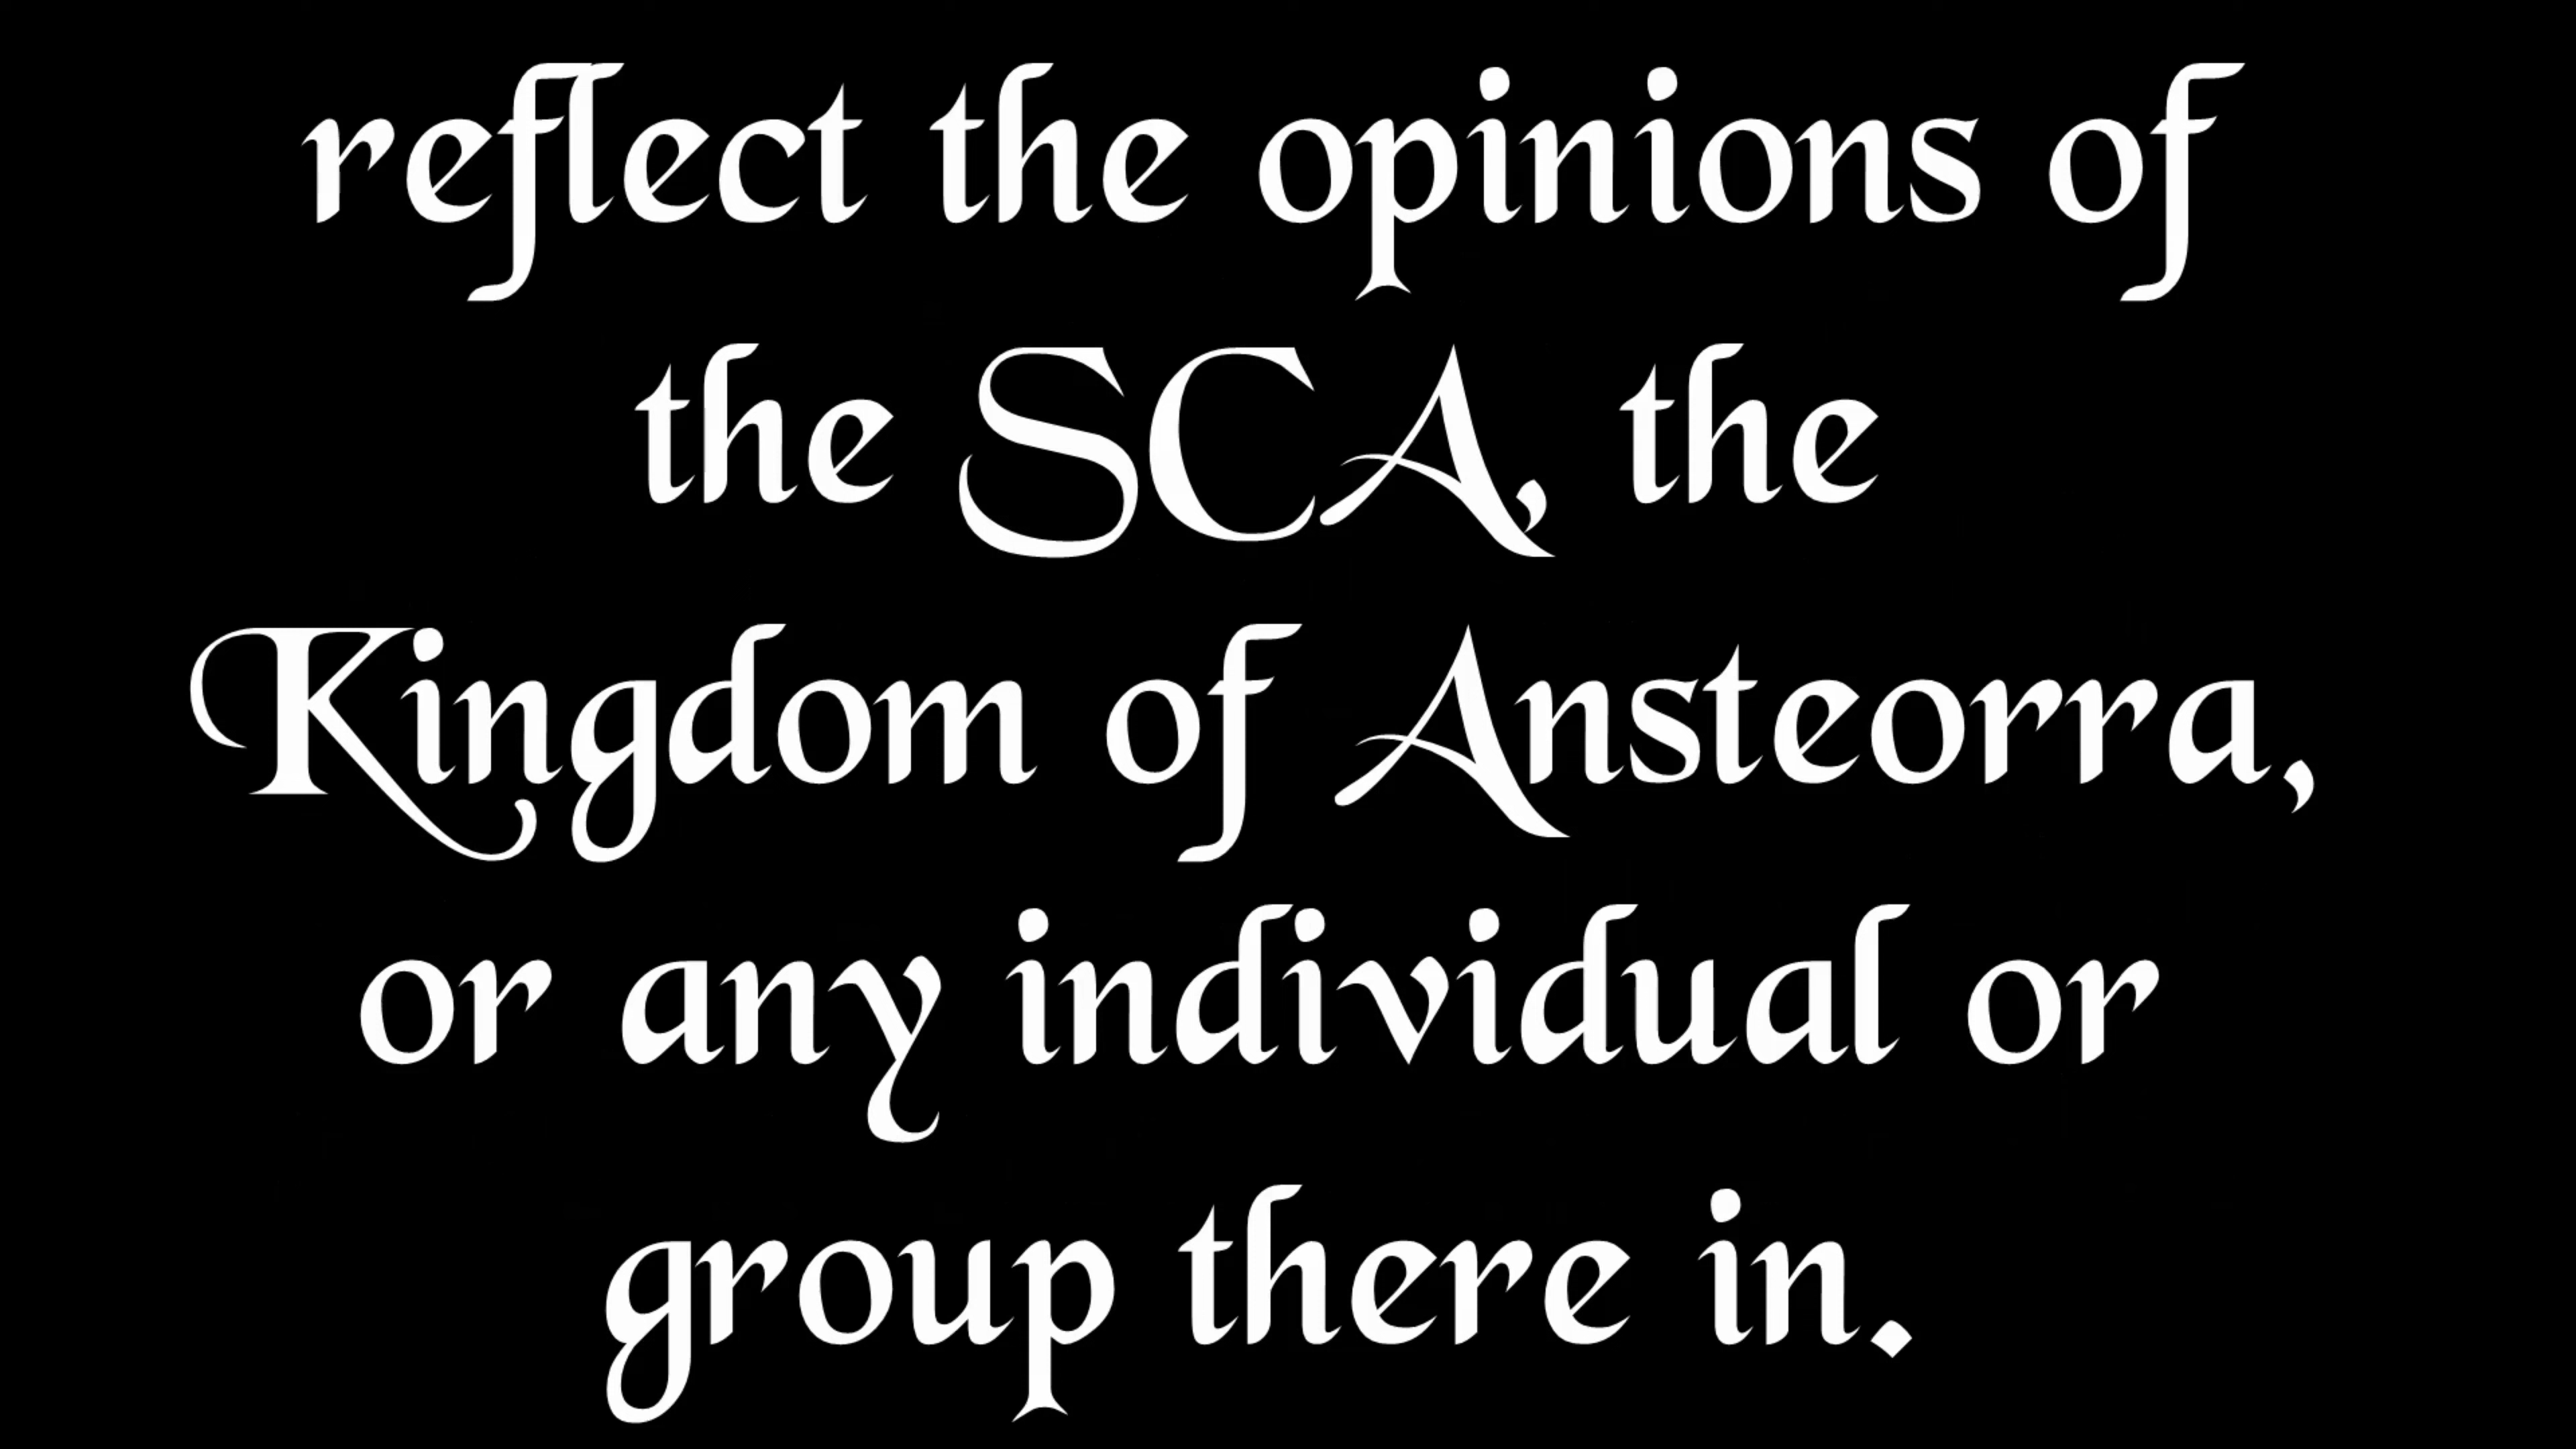 reflect the opinions of
the SCA, the
Kingdom of Ansteorra,
or any individual or
group there in.